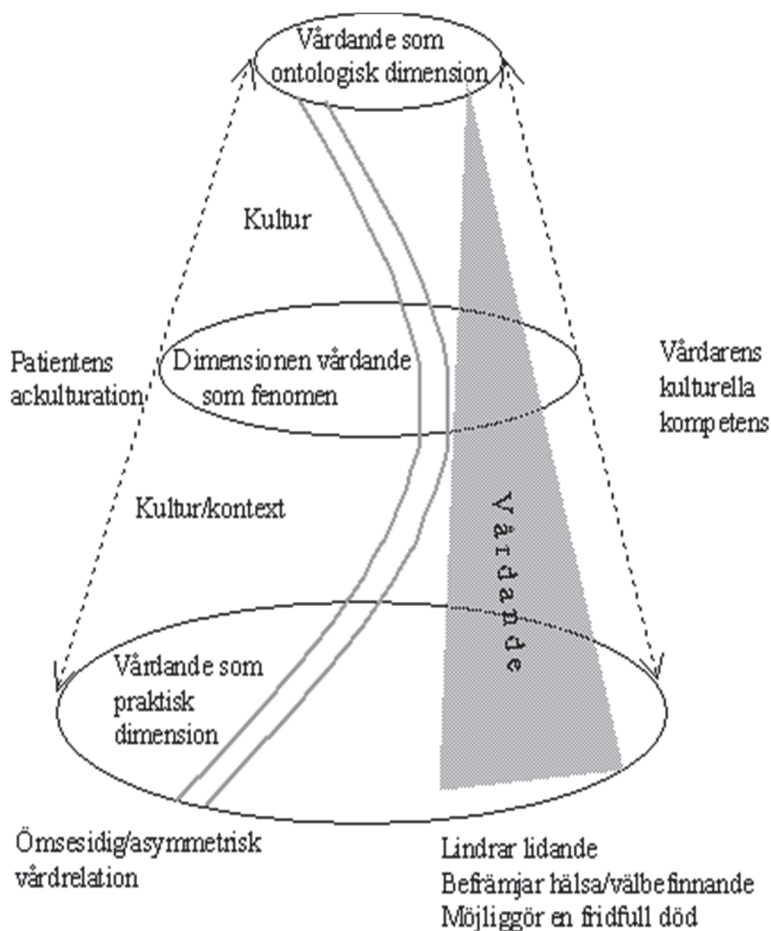 Vårdande som
ontologisk dimension
Kultur
Patientens
ackulturation
Dimensionen vårdande
som fenomen
Vårdarens
kulturella
kompetens
Kultur/kontext
Vårdande
Vårdande som
praktisk
dimension
Ömsesidig/asymmetrisk
vårdrelation
Lindrar lidande
Befrämjar hälsa/välbefinnande
Möjliggör en fridfull död